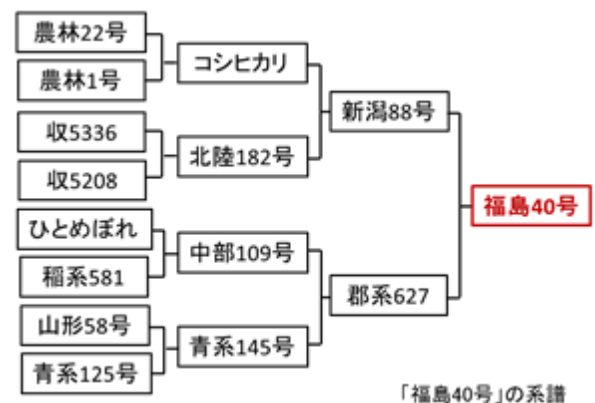 農林22号
農林1号
コシヒカリ
収5336
収5208
北陸182号
新潟88号
ひとめぼれ
稲系581
中部109号
山形58号
青系125号
青系145号
郡系627
福島40号
「福島40号」の系譜